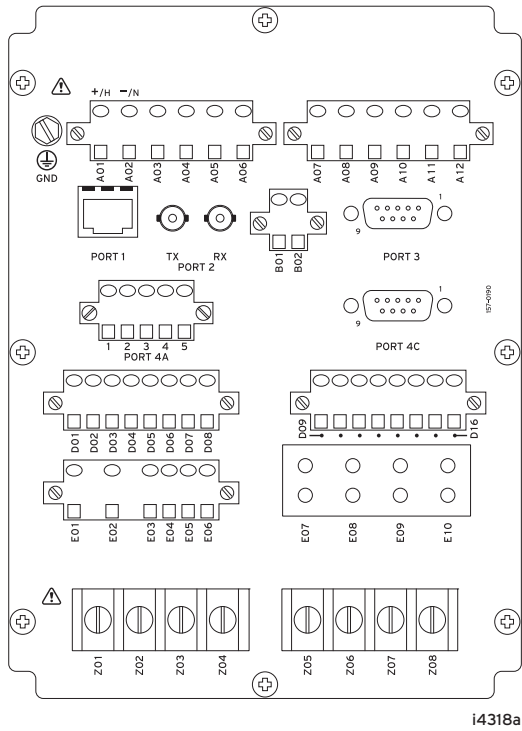 +/H −/N
GND
A01 A02 A03 A04 A05 A06
A07 A08 A09 A10 A11 A12
PORT 1
TX RX
PORT 2
B01 B02
1
9
PORT 3
157-0190
1 2 3 4 5
PORT 4A
1
9
PORT 4C
D01 D02 D03 D04 D05 D06 D07 D08
D09 D16
E01 E02 E03 E04 E05 E06
E07 E08 E09 E10
Z01 Z02 Z03 Z04
Z05 Z06 Z07 Z08
i4318a